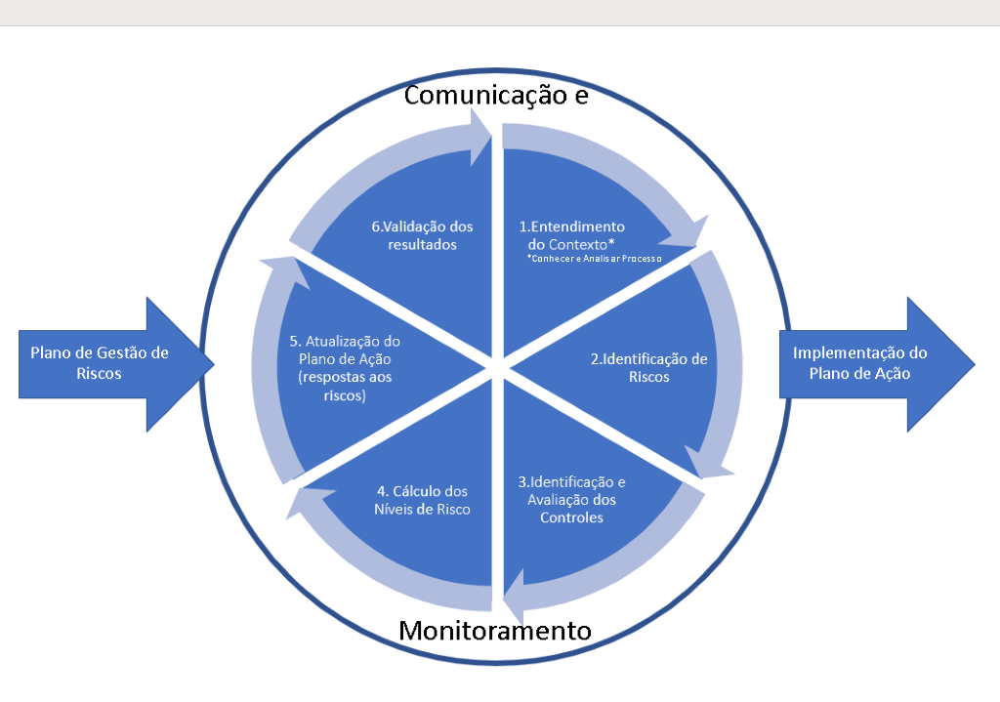 Comunicação e
6.Validação dos
resultados
1.Entendimento
do Contexto*
*Conhecer e Analisar Processo
Plano de Gestão de
Riscos
5. Atualização do
Plano de Ação
(respostas aos
riscos)
2.Identificação de
Riscos
Implementação do
Plano de Ação
4. Cálculo dos
Níveis de Risco
3.Identificação e
Avaliação dos
Controles
Monitoramento